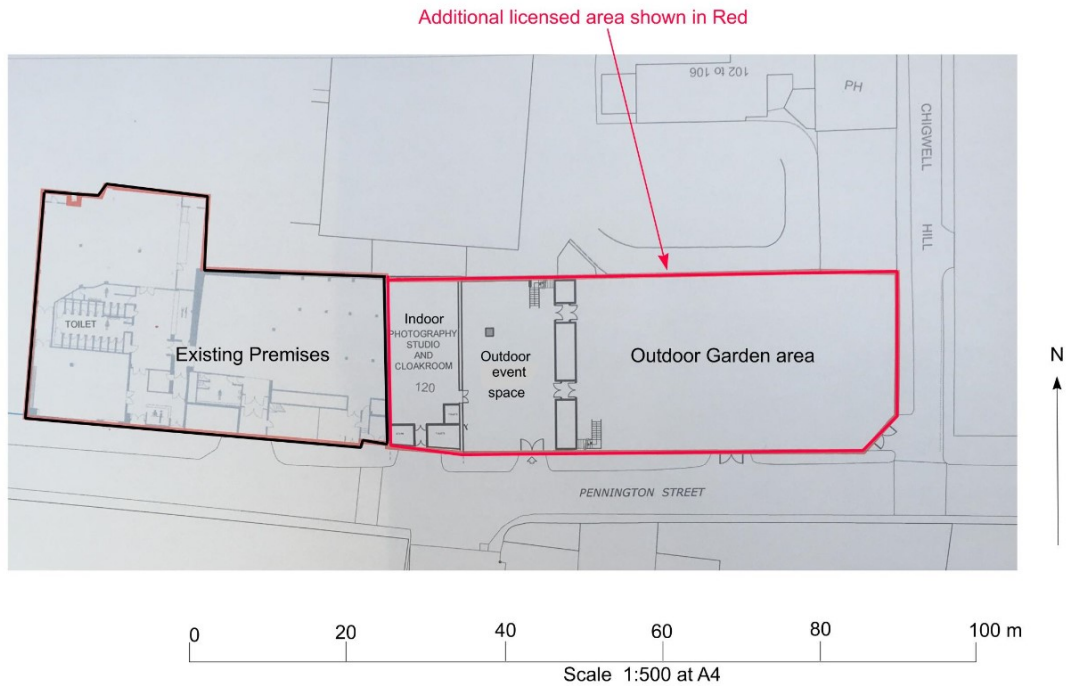 Additional licensed area shown in Red
102 to 106
PH
CHIGWELL
HILL
TOILET
Existing Premises
Indoor
PHOTOGRAPHY
STUDIO
AND
CLOAKROOM
120
Outdoor
event
space
Outdoor Garden area
N
PENNINGTON STREET
0 20 40 60 80 100 m
Scale 1:500 at A4